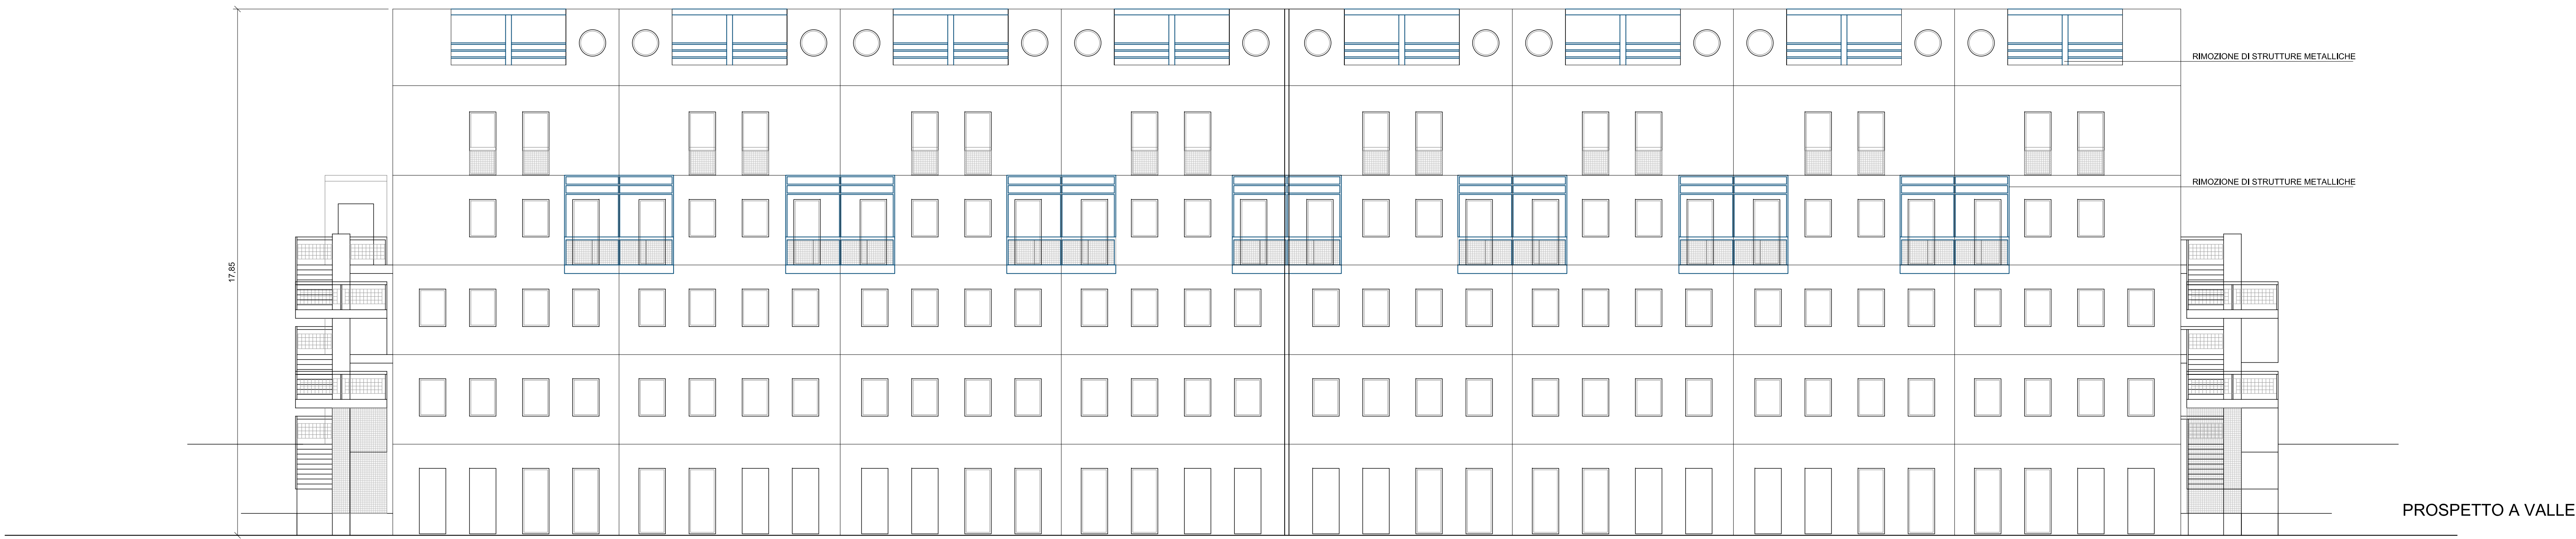 RIMOZIONE DI STRUTTURE METALLICHE
RIMOZIONE DI STRUTTURE METALLICHE
17,85
PROSPETTO A VALLE